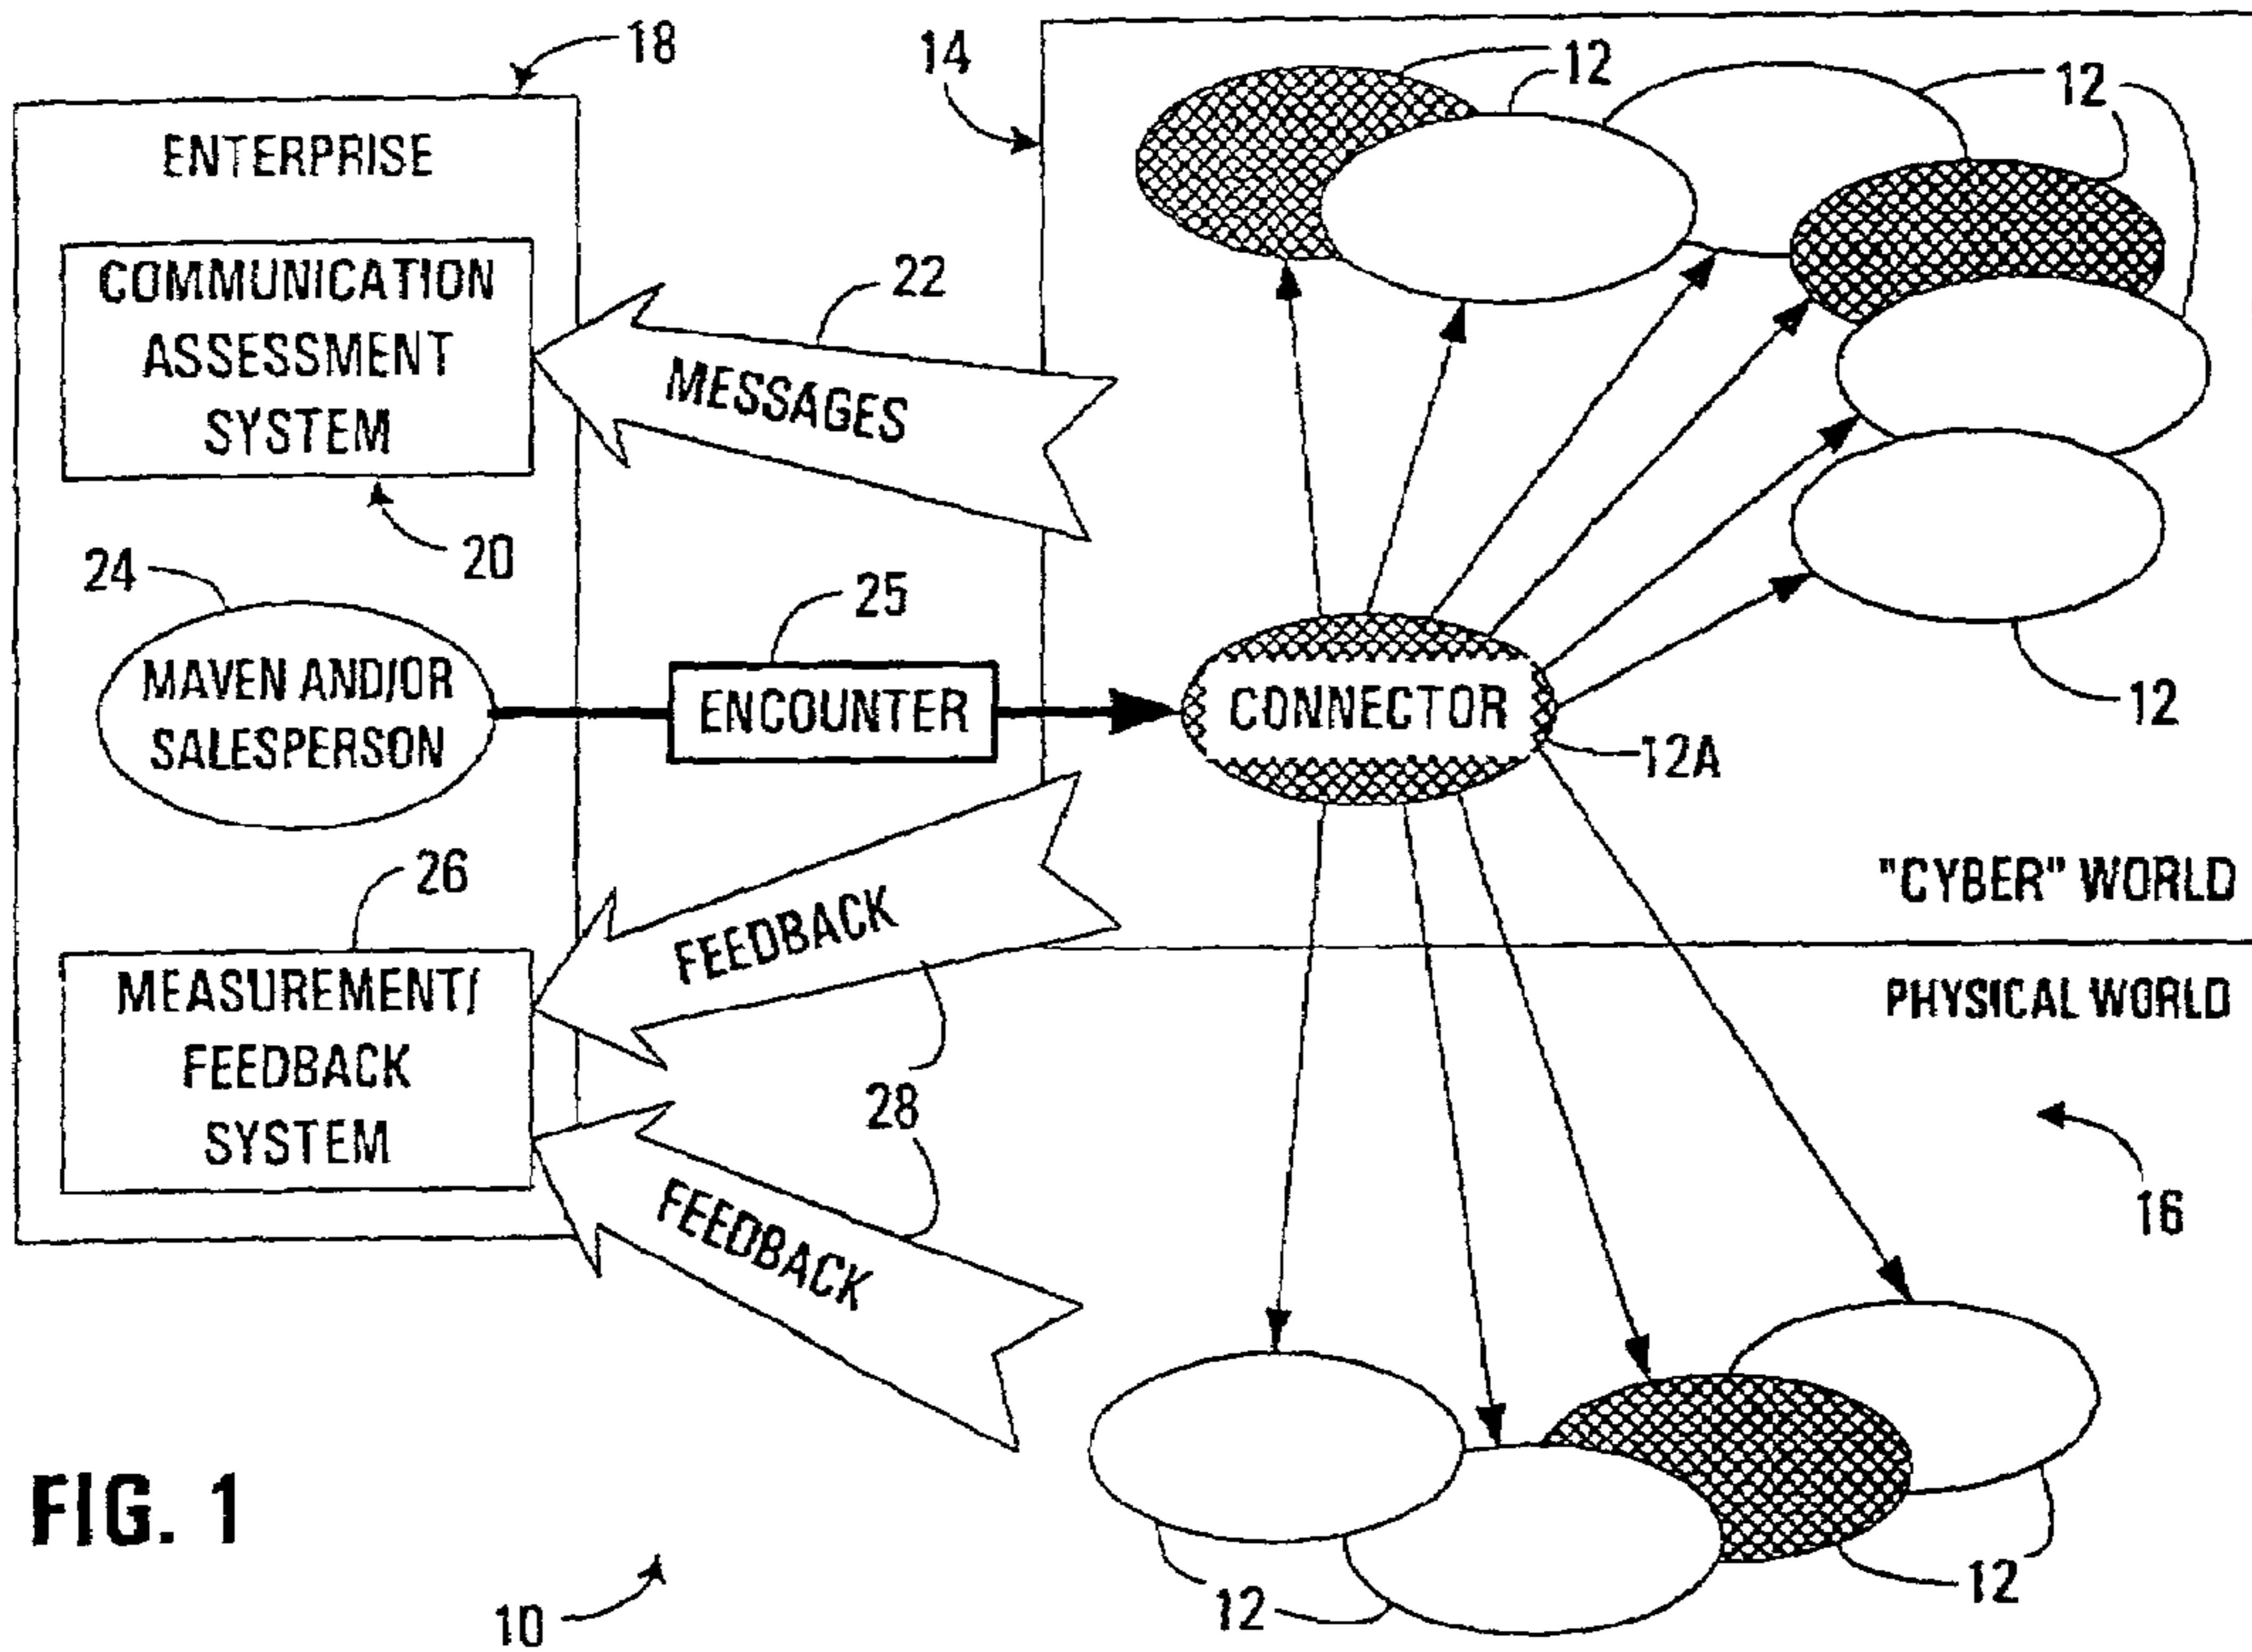 18
14
12
12
ENTERPRISE
COMMUNICATION
ASSESSMENT
SYSTEM
22
MESSAGES
20
24
25
MAVEN AND/OR
SALESPERSON
ENCOUNTER
CONNECTOR
12
12A
26
"CYBER" WORLD
FEEDBACK
MEASUREMENT/
FEEDBACK
SYSTEM
PHYSICAL WORLD
28
FEEDBACK
16
FIG. 1
10
12
12